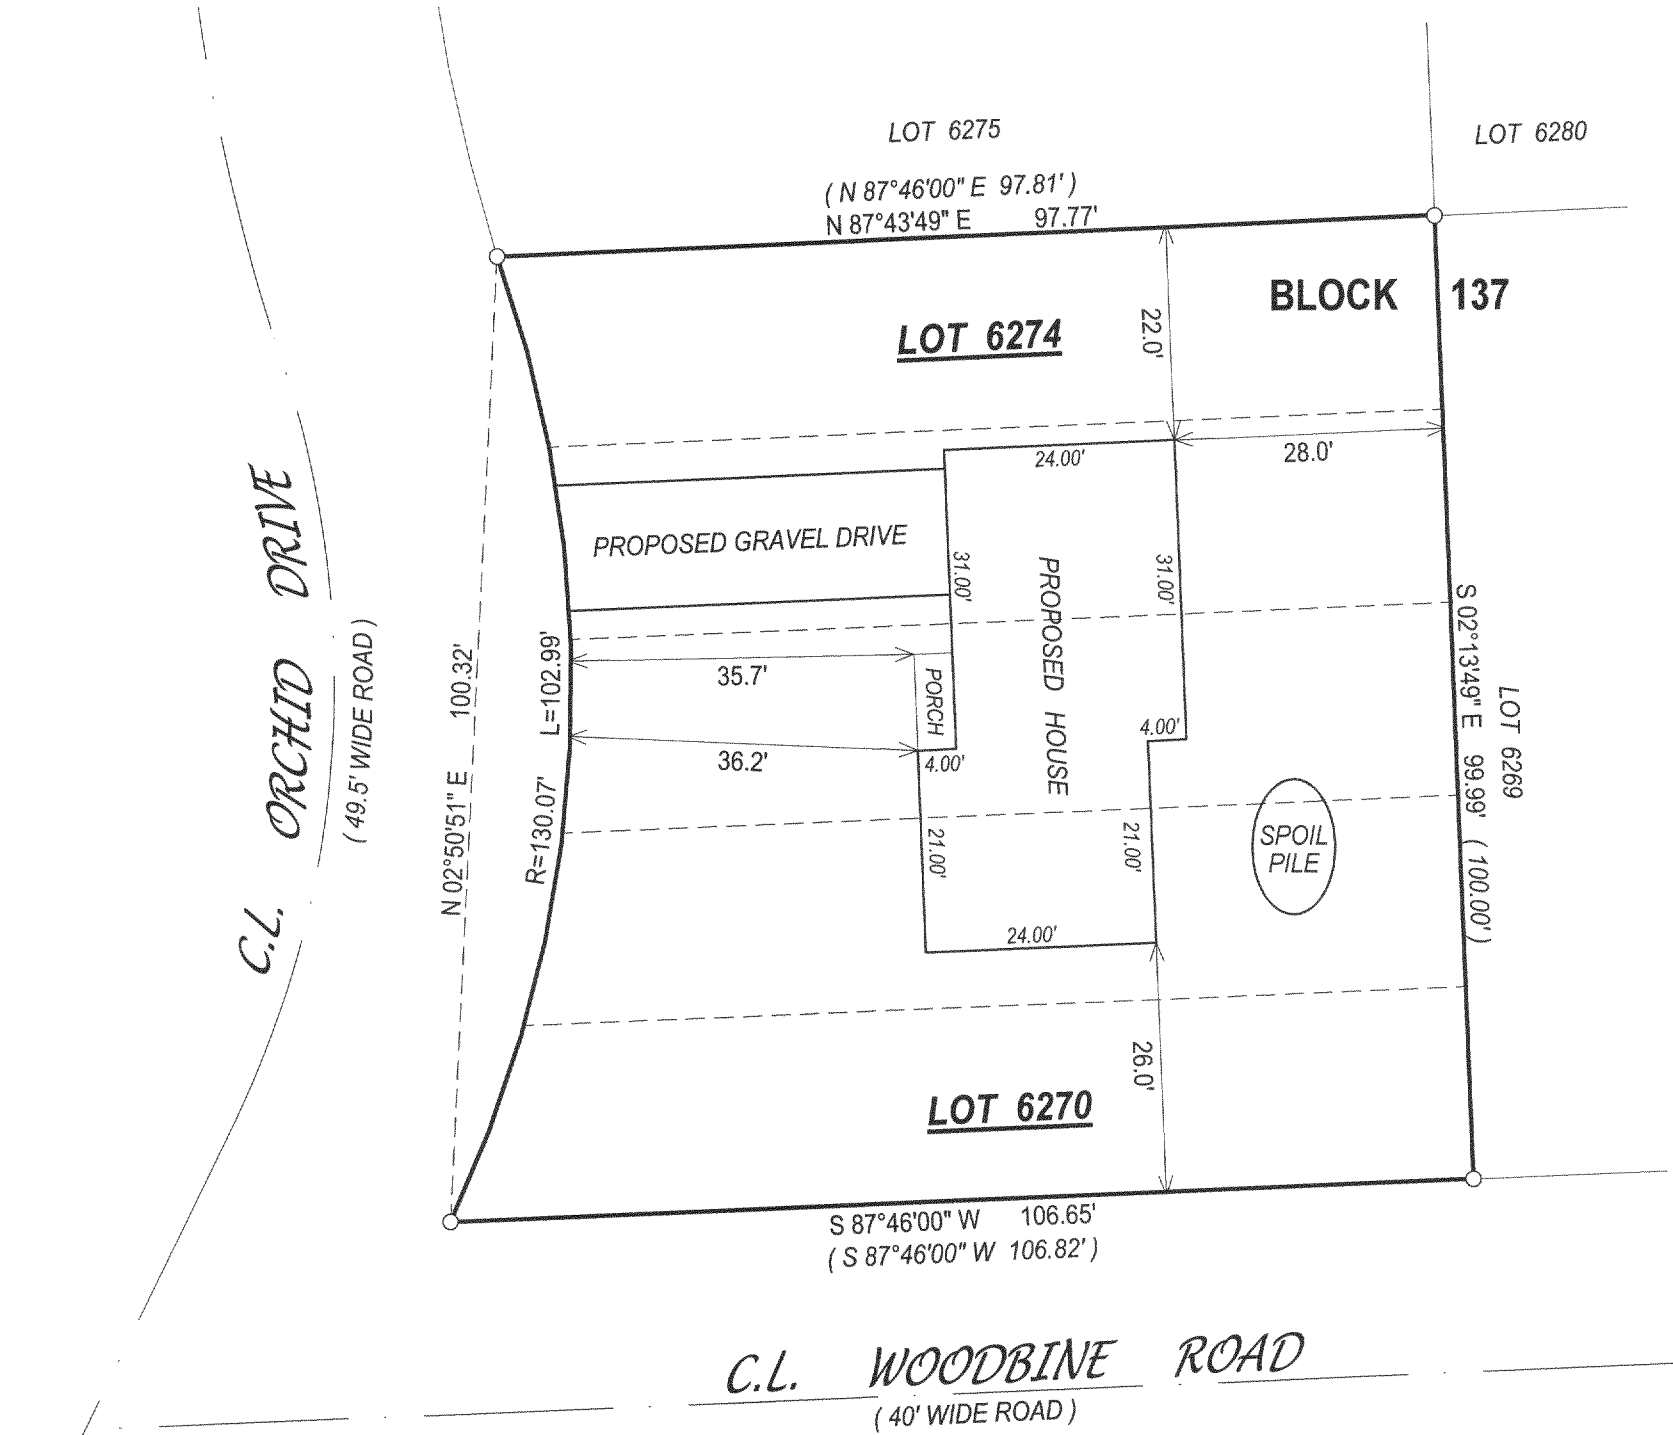 LOT 6275
LOT 6280
( N 87°46'00" E 97.81' )
N 87°43'49" E 97.77'
BLOCK 137
LOT 6274
22.0'
24.00'
28.0'
PROPOSED GRAVEL DRIVE
31.00'
31.00'
PROPOSED HOUSE
C.L. ORCHID DRIVE
( 49.5' WIDE ROAD )
N 02°50'51" E 100.32'
R=130.07' L=102.99'
35.7'
PORCH
36.2'
4.00'
4.00'
S 02°13'49" E 99.99' ( 100.00' )
LOT 6269
21.00'
21.00'
SPOIL
PILE
24.00'
26.0'
LOT 6270
S 87°46'00" W 106.65'
( S 87°46'00" W 106.82' )
C.L. WOODBINE ROAD
( 40' WIDE ROAD )